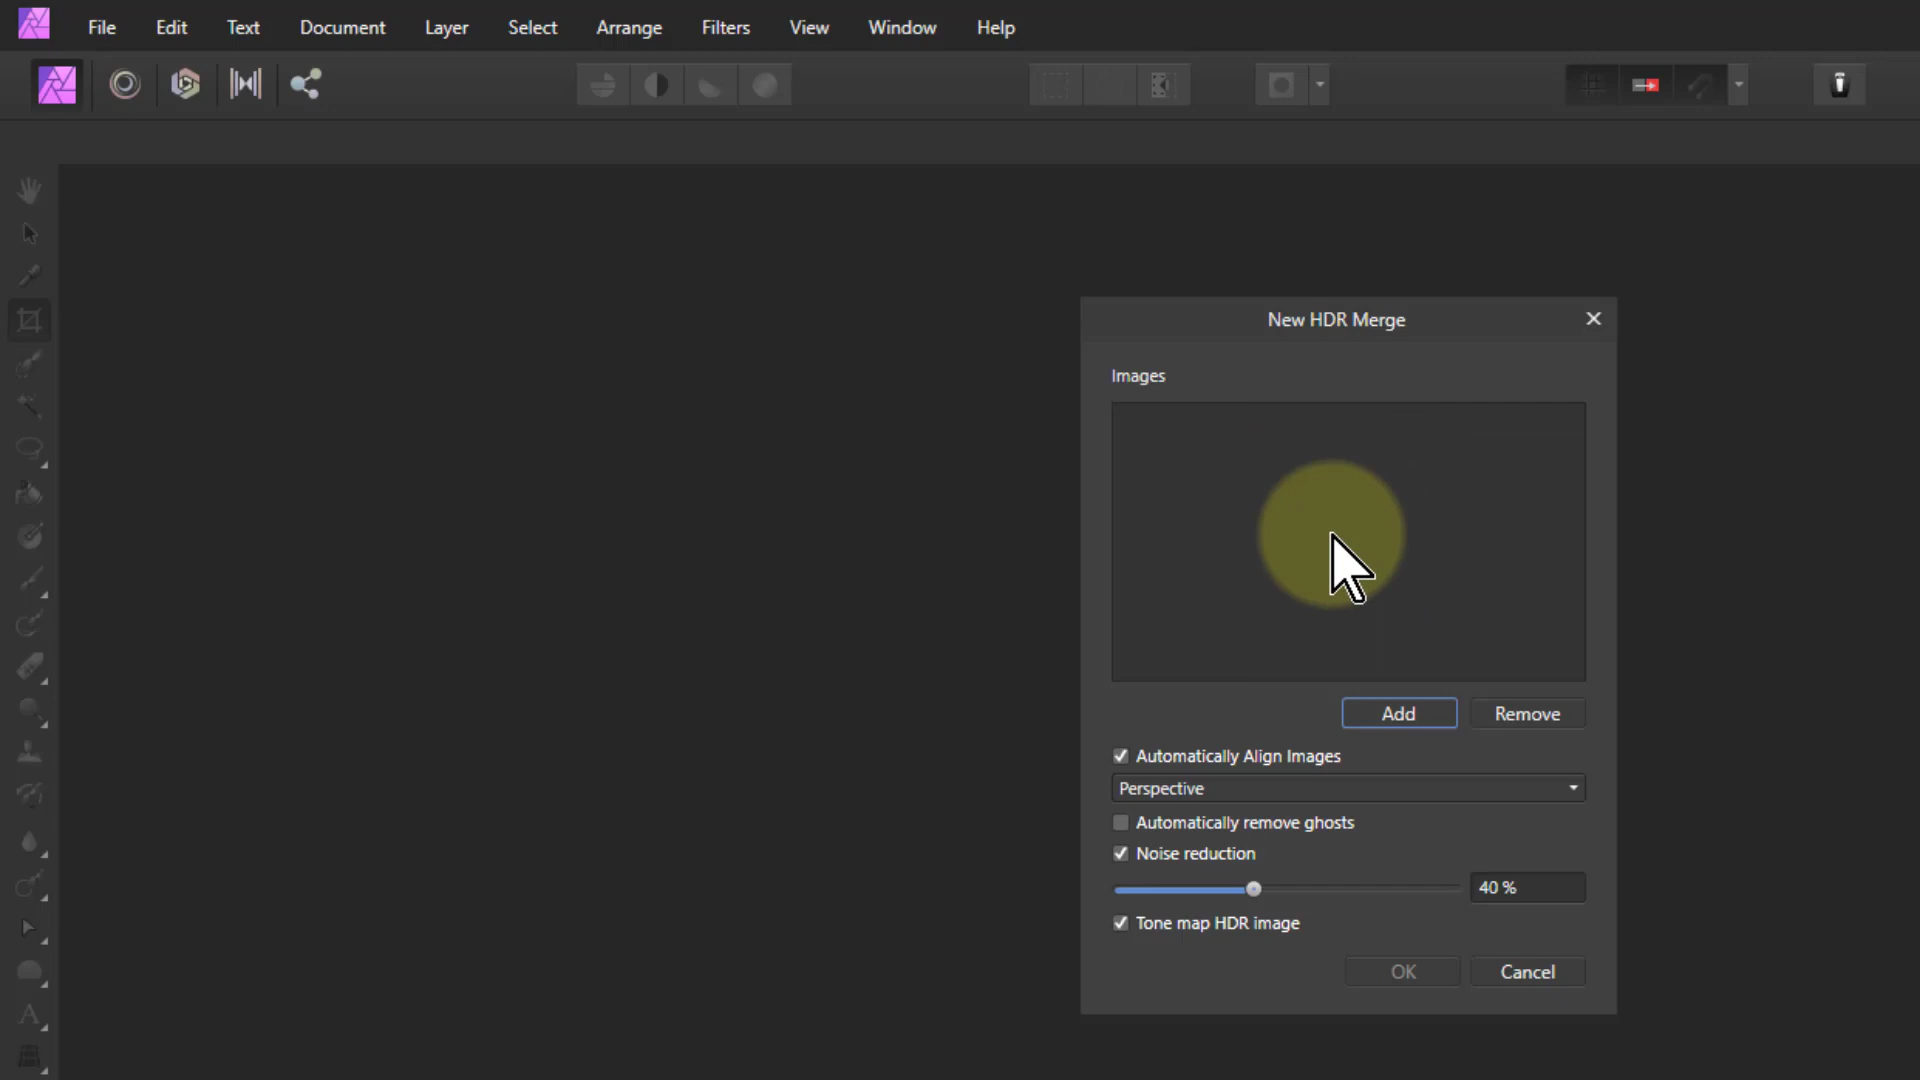 File Edit Text Document Layer Select Arrange Filters View Window Help
New HDR Merge
Images
Add Remove
Automatically Align Images
Perspective
Automatically remove ghosts
Noise reduction
40 %
Tone map HDR image
OK Cancel